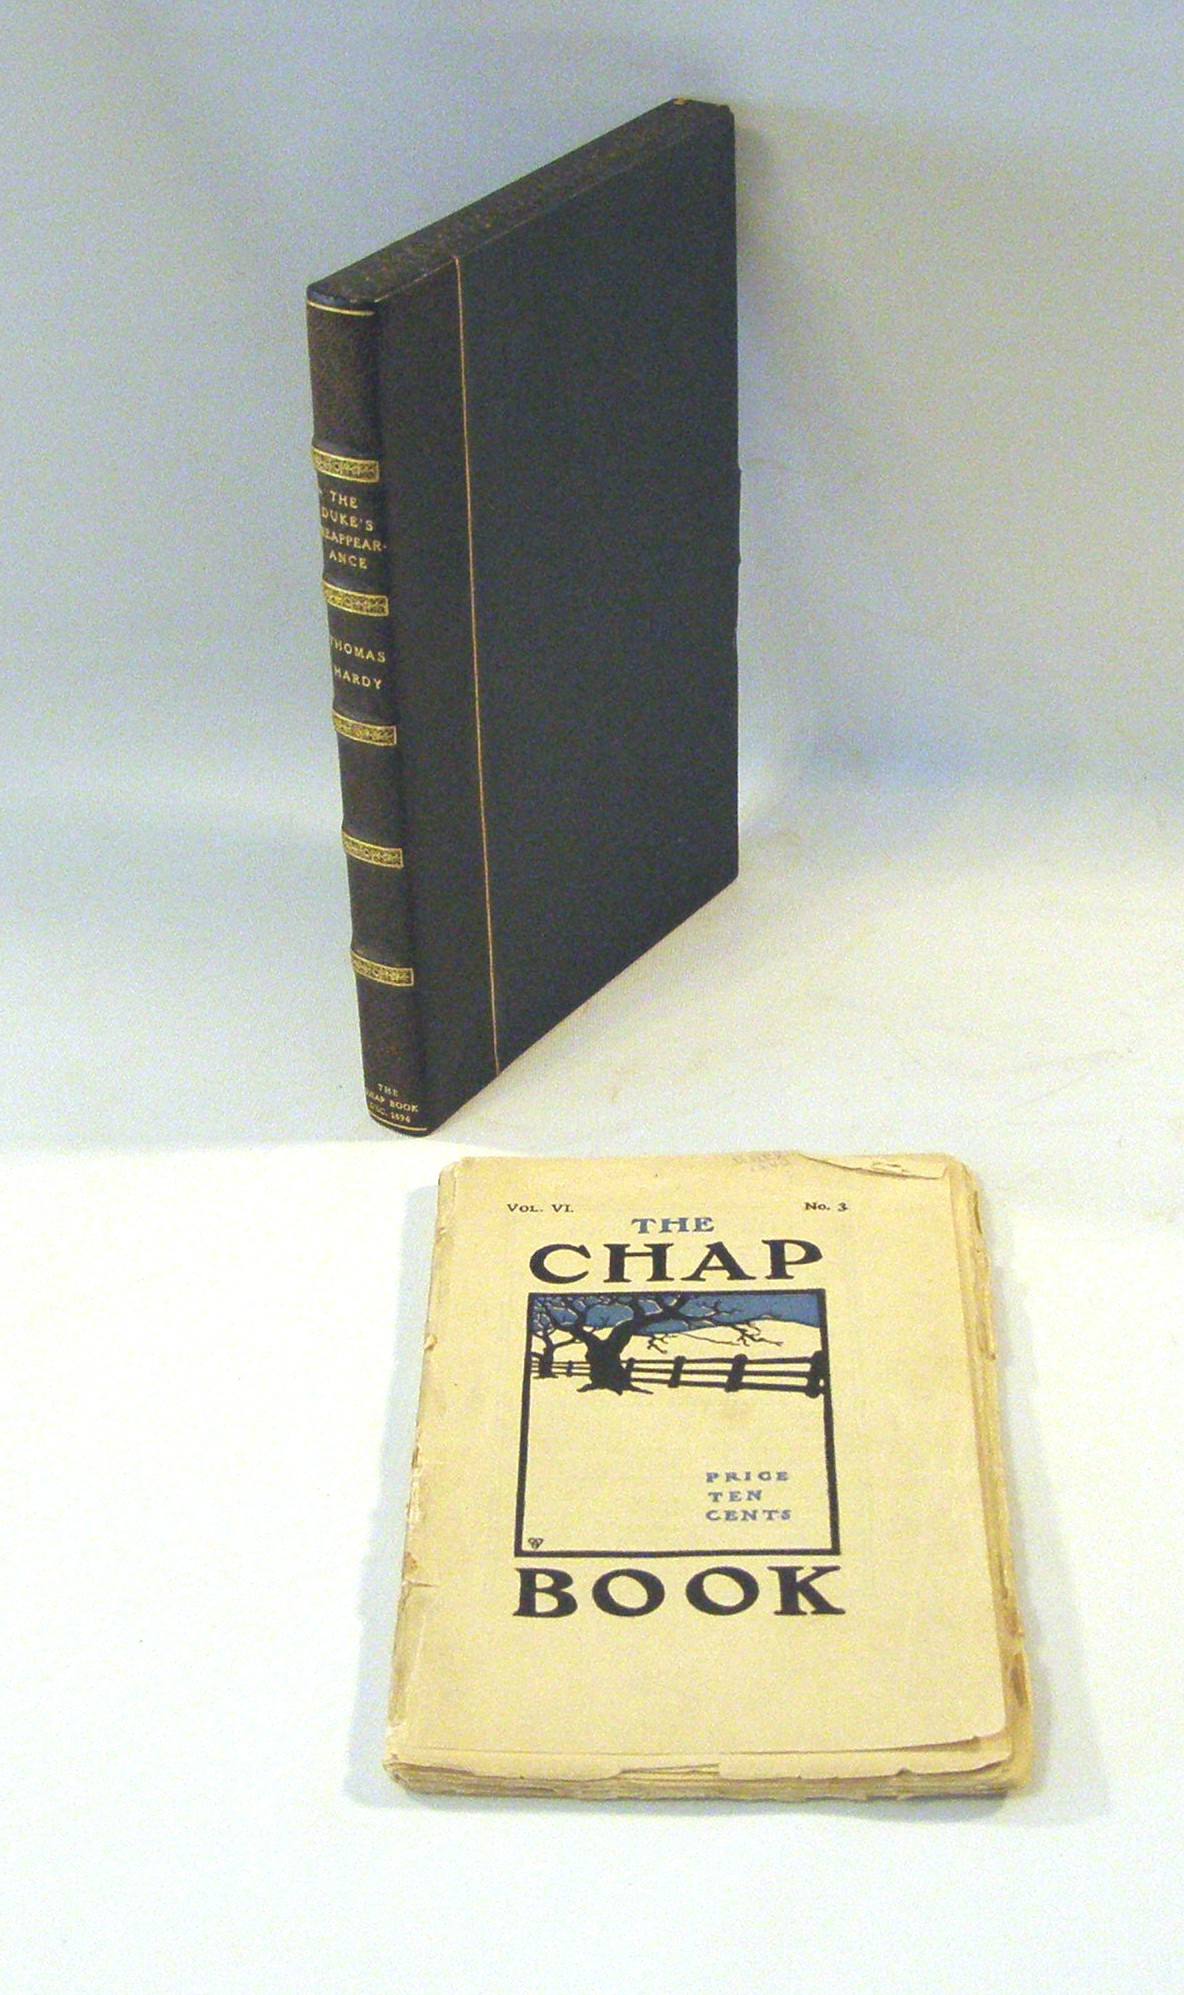 THE
DUKE'S
REAPPEAR-
ANCE
THOMAS
HARDY
THE
CHAP BOOK
DEC. 1896
VOL. VI. No. 3
THE
CHAP
PRICE
TEN
CENTS
BOOK